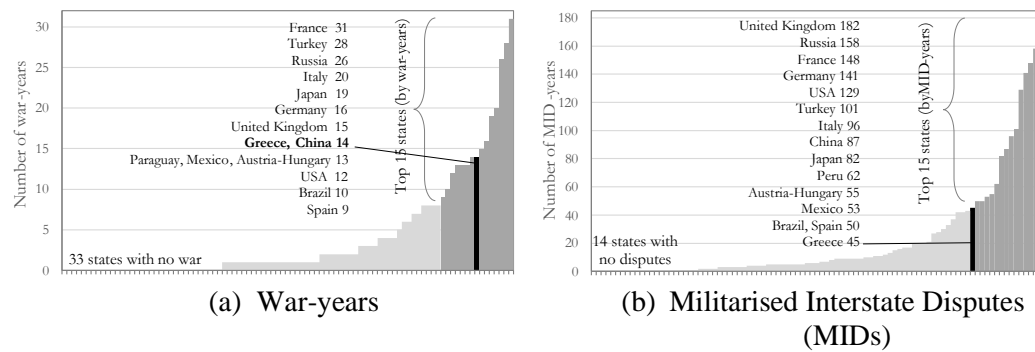 Number of war-years
30
25
20
15
10
5
0
France 31
Turkey 28
Russia 26
Italy 20
Japan 19
Germany 16
United Kingdom 15
Greece, China 14
Paraguay, Mexico, Austria-Hungary 13
USA 12
Brazil 10
Spain 9
Top 15 states (by war-years)
33 states with no war
(a) War-years
Number of MID -years
180
160
140
120
100
80
60
40
20
0
United Kingdom 182
Russia 158
France 148
Germany 141
USA 129
Turkey 101
Italy 96
China 87
Japan 82
Peru 62
Austria-Hungary 55
Mexico 53
Brazil, Spain 50
Greece 45
Top 15 states (byMID-years)
14 states with
no disputes
(b) Militarised Interstate Disputes
(MIDs)